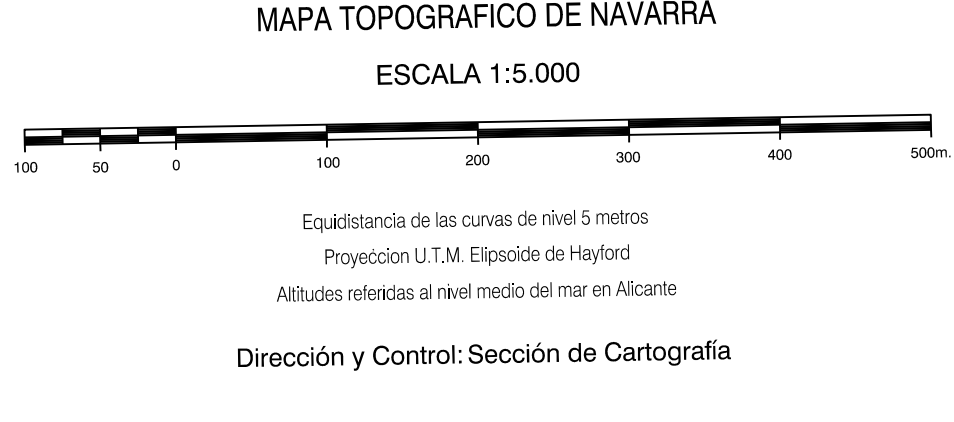 MAPA TOPOGRAFICO DE NAVARRA
ESCALA 1:5.000
100 50 0 100 200 300 400 500m.
Equidistancia de las curvas de nivel 5 metros
Proyeccion U.T.M. Elipsoide de Hayford
Altitudes referidas al nivel medio del mar en Alicante
Dirección y Control: Sección de Cartografía